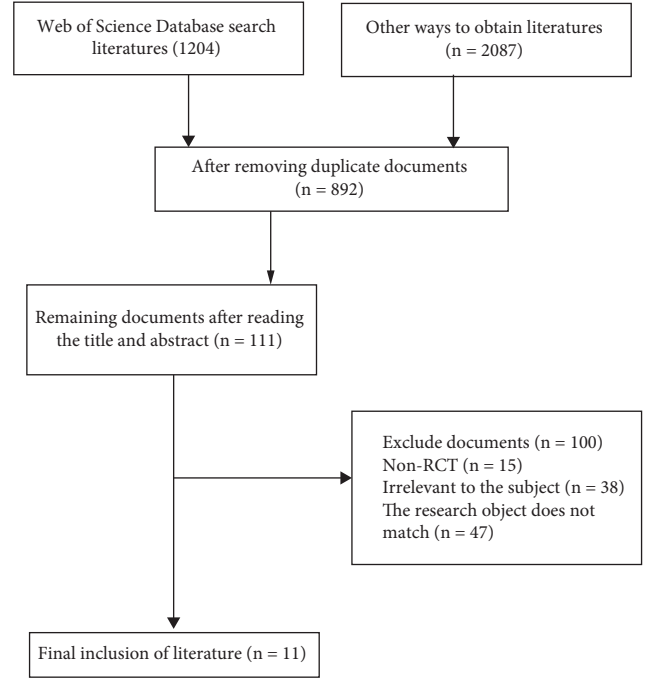 Web of Science Database search
literatures (1204)
Other ways to obtain literatures
(n = 2087)
After removing duplicate documents
(n = 892)
Remaining documents after reading
the title and abstract (n = 111)
Exclude documents (n = 100)
Non-RCT (n = 15)
Irrelevant to the subject (n = 38)
The research object does not
match (n = 47)
Final inclusion of literature (n = 11)